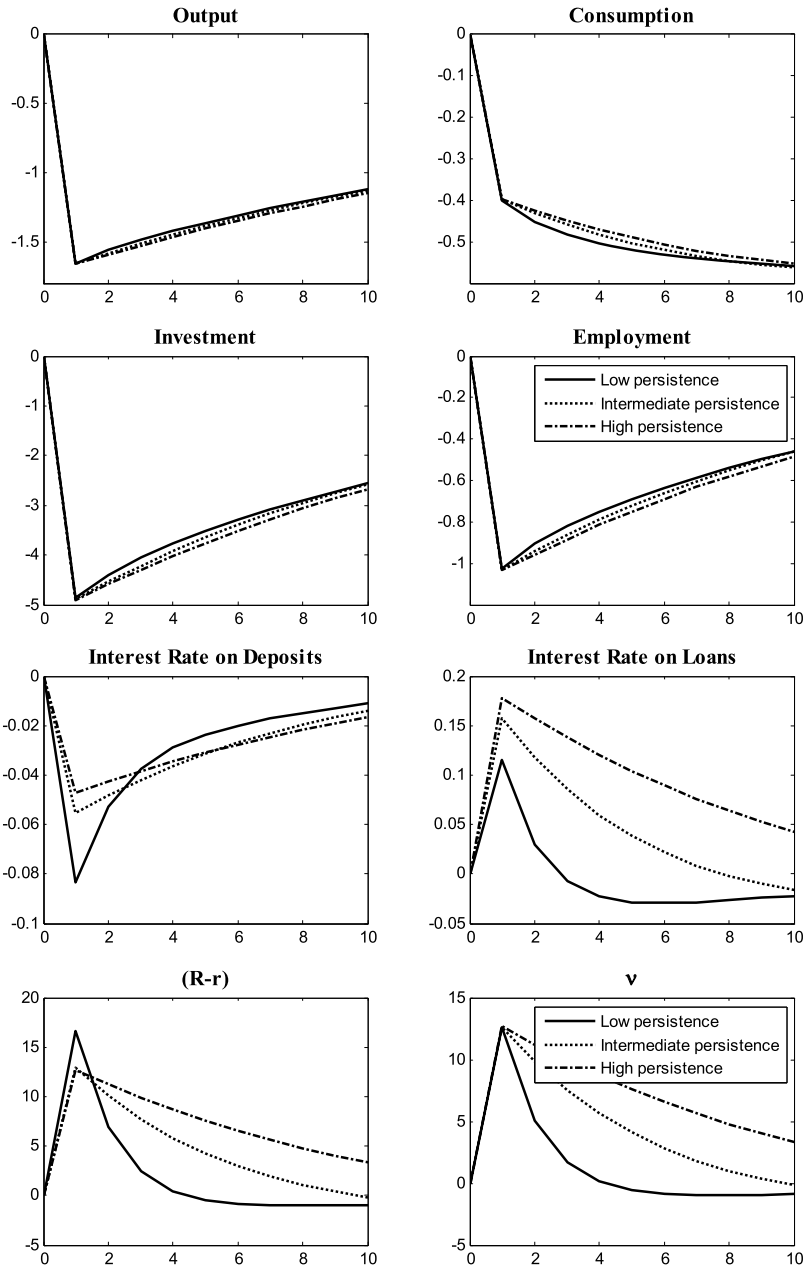 Output
0
-0.5
-1
-1.5
0 2 4 6 8 10
Consumption
0
-0.1
-0.2
-0.3
-0.4
-0.5
0 2 4 6 8 10
Investment
0
-1
-2
-3
-4
-5
0 2 4 6 8 10
Employment
0
-0.2
-0.4
-0.6
-0.8
-1
0 2 4 6 8 10
Low persistence
Intermediate persistence
High persistence
Interest Rate on Deposits
0
-0.02
-0.04
-0.06
-0.08
-0.1
0 2 4 6 8 10
Interest Rate on Loans
0.2
0.15
0.1
0.05
0
-0.05
0 2 4 6 8 10
(R-r)
20
15
10
5
0
-5
0 2 4 6 8 10
ν
15
10
5
0
-5
0 2 4 6 8 10
Low persistence
Intermediate persistence
High persistence